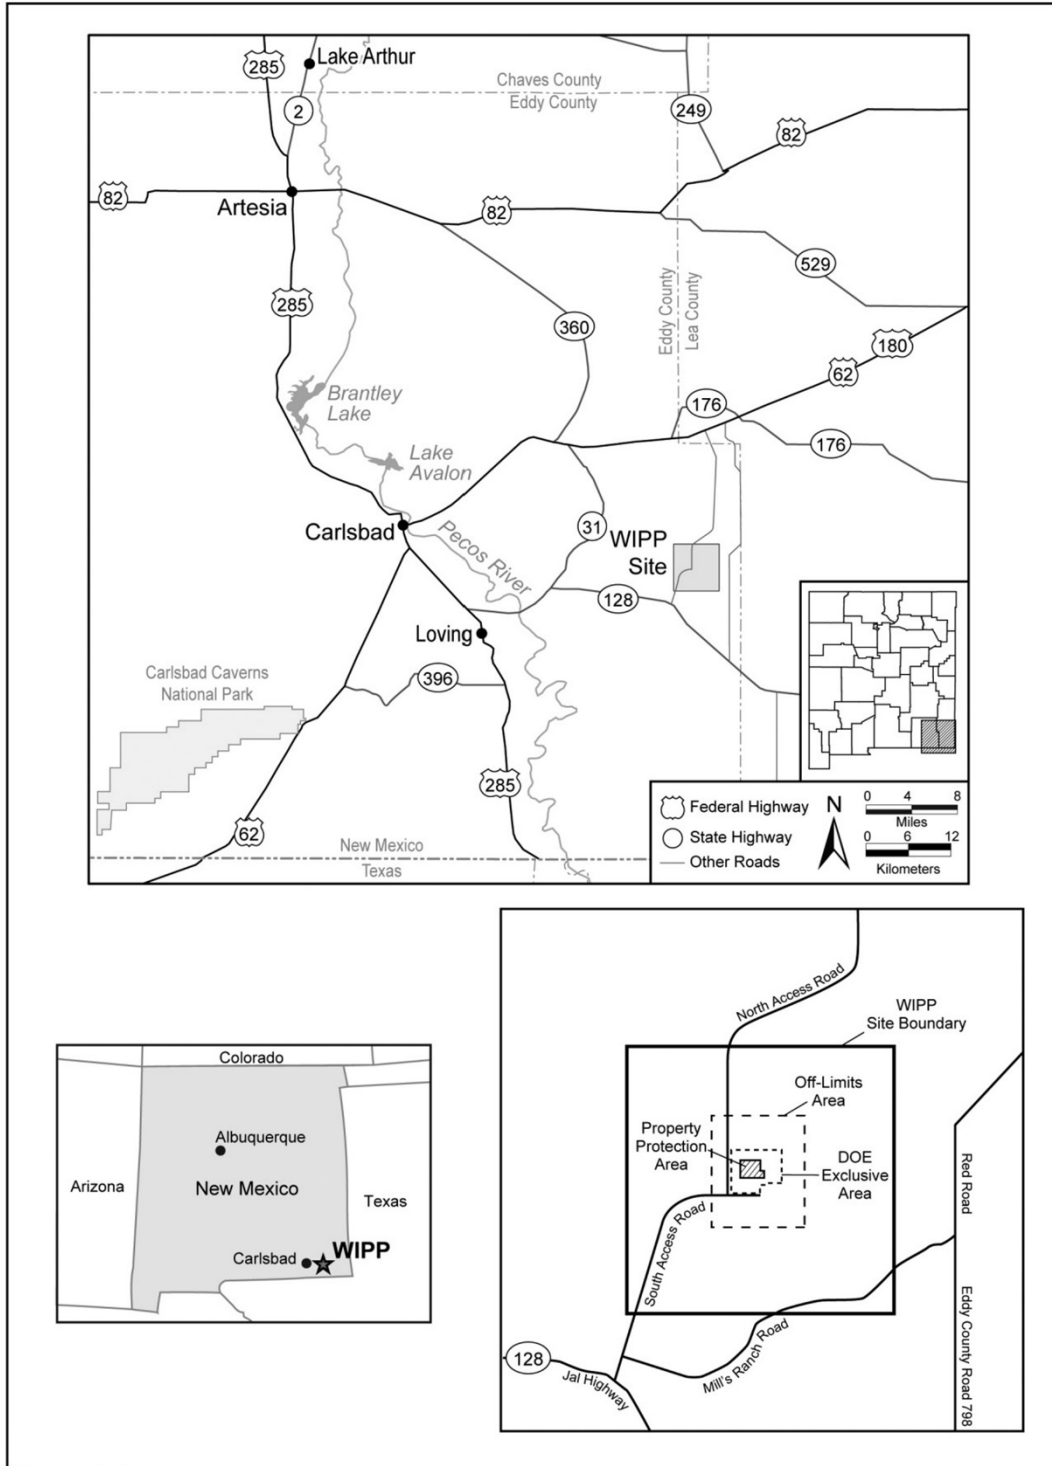 285
Lake Arthur
Chaves County
Eddy County
2
249
82
82
Artesia
82
529
285
Eddy County
Lea County
360
180
62
Brantley
Lake
176
176
Lake
Avalon
Carlsbad
Pecos River
31
WIPP
Site
128
Loving
Carlsbad Caverns
National Park
396
285
62
New Mexico
Texas
Federal Highway
State Highway
Other Roads
N
0 4 8
Miles
0 6 12
Kilometers
Colorado
Albuquerque
Arizona
New Mexico
Texas
Carlsbad
WIPP
North Access Road
WIPP
Site Boundary
Off-Limits
Area
Property
Protection
Area
DOE
Exclusive
Area
Red Road
South Access Road
Eddy County Road 798
Mill's Ranch Road
128
Jal Highway